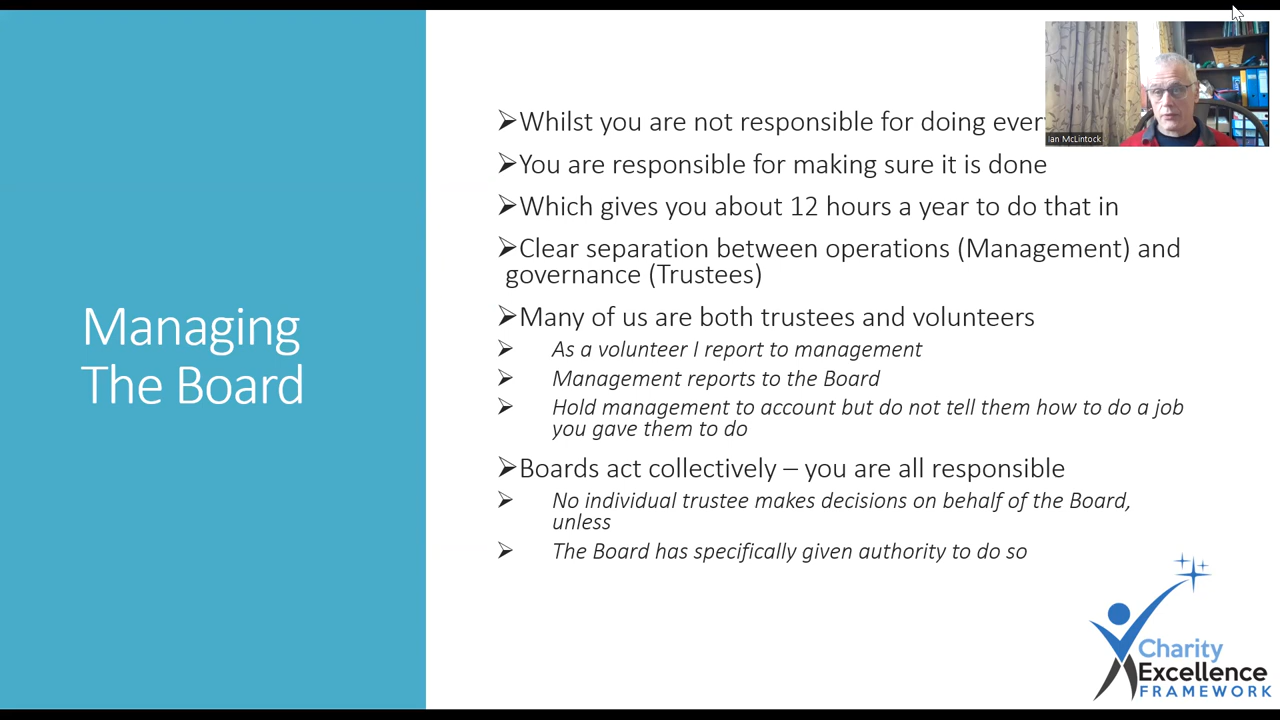 Managing
The Board
➢Whilst you are not responsible for doing
Ian McLintock
➢You are responsible for making sure it is done
➢Which gives you about 12 hours a year to do that in
➢Clear separation between operations (Management) and
governance (Trustees)
➢Many of us are both trustees and volunteers
➢ As a volunteer I report to management
➢ Management reports to the Board
➢ Hold management to account but do not tell them how to do a job
you gave them to do
➢Boards act collectively – you are all responsible
➢ No individual trustee makes decisions on behalf of the Board,
unless
➢ The Board has specifically given authority to do so
Charity
Excellence
FRAMEWORK